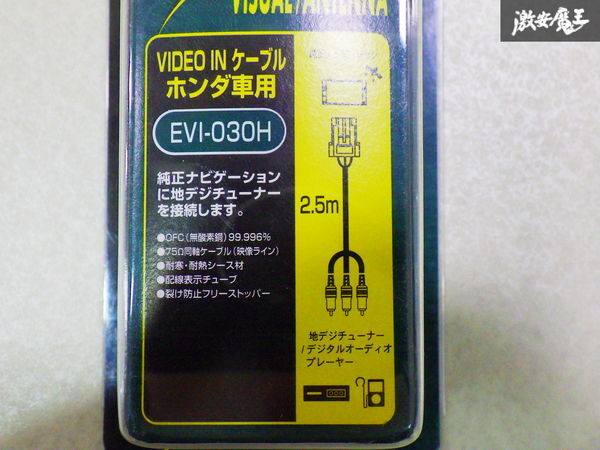 VISUAL/ANTENNA
激安魔王
VIDEO IN ケーブル
ホンダ車用
EVI-030H
純正ナビゲーション
に地デジチューナー
を接続します。
●OFC(無酸素銅)99.996%
●75Ω同軸ケーブル(映像ライン)
●耐寒・耐熱シース材
●配線表示チューブ
●裂け防止フリーストッパー
2.5m
地デジチューナー
/デジタルオーディオ
プレーヤー